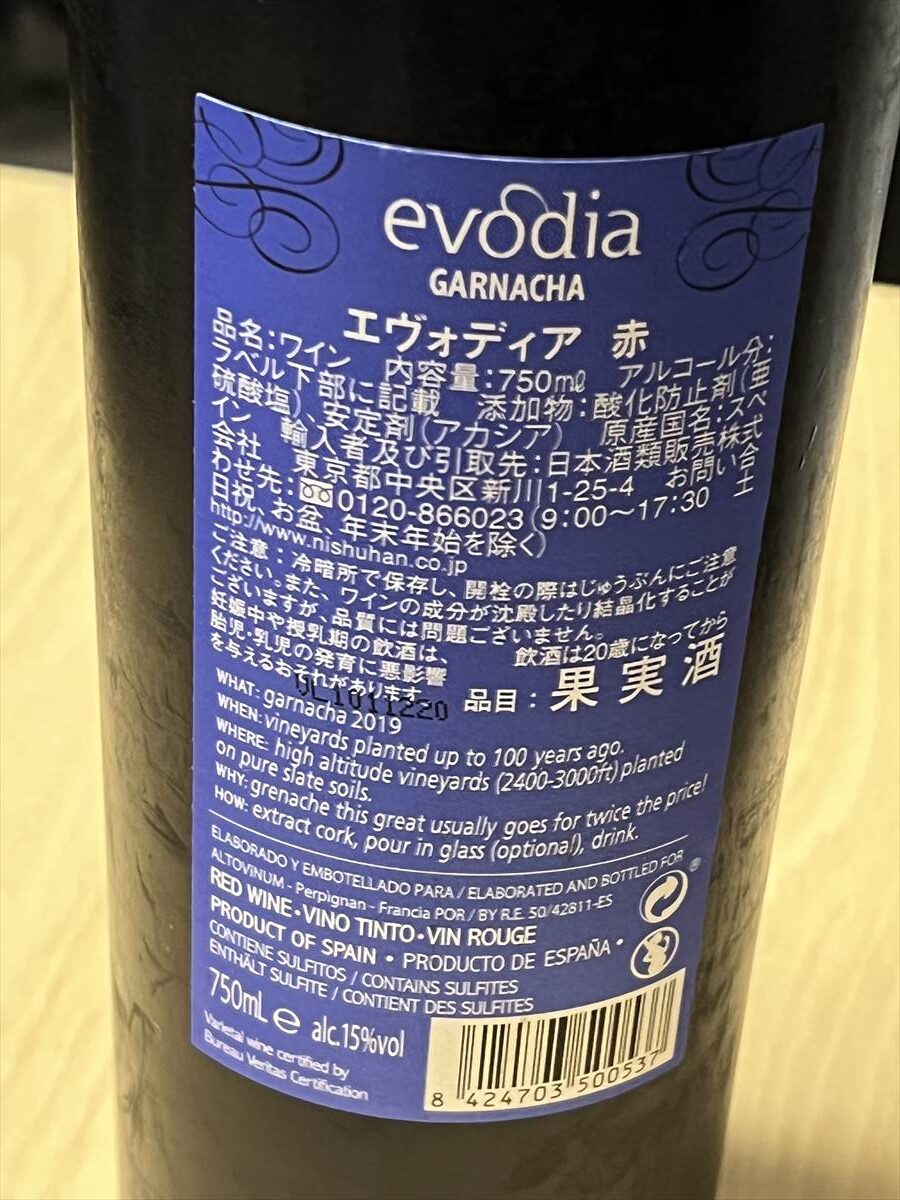 evodia
GARNACHA
エヴォディア 赤
品名:ワイン 内容量:750ml アルコール分:
ラベル下部に記載 添加物:酸化防止剤(亜
硫酸塩)、安定剤(アカシア) 原産国名:スペ
イン 輸入者及び引取先:日本酒類販売株式
会社 東京都中央区新川1-25-4 お問い合
わせ先:0120-866023(9:00〜17:30 土
日祝、お盆、年末年始を除く)
http://www.nishuhan.co.jp
ご注意:冷暗所で保存し、開栓の際はじゅうぶんにご注意
ください。また、ワインの成分が沈殿したり結晶化することが
ございますが、品質には問題ございません。
妊娠中や授乳期の飲酒は、
胎児・乳児の発育に悪影響
を与えるおそれがあります。
飲酒は20歳になってから
品目:果実酒
WHAT: garnacha 2019
WHEN: vineyards planted up to 100 years ago.
WHERE: high altitude vineyards (2400-3000ft) planted
on pure slate soils.
WHY: grenache this great usually goes for twice the price!
HOW: extract cork, pour in glass (optional), drink.
ELABORADO Y EMBOTELLADO PARA / ELABORATED AND BOTTLED FOR
ALTOVINUM - Perpignan - Francia POR / BY R.E. 50/42811-ES
RED WINE • VINO TINTO • VIN ROUGE
PRODUCT OF SPAIN • PRODUCTO DE ESPAÑA •
CONTIENE SULFITOS / CONTAINS SULFITES
ENTHÄLT SULFITE / CONTIENT DES SULFITES
750mL e alc.15%vol
Varietal wine certified by
Bureau Veritas Certification
8 424703 500537